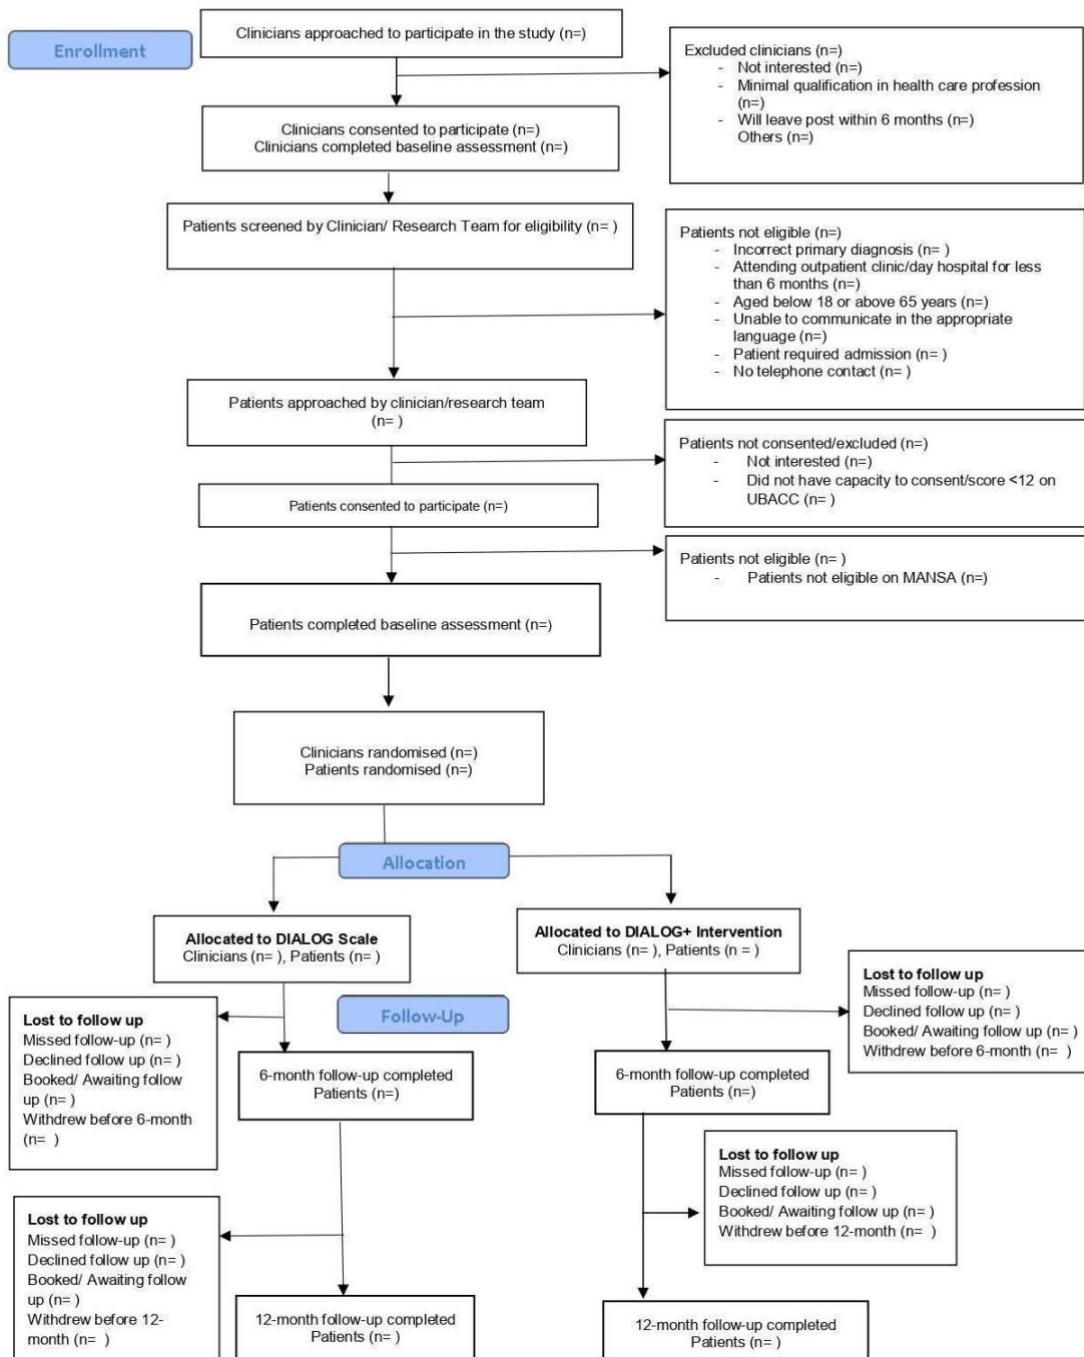 Enrollment
Clinicians approached to participate in the study (n=)
Excluded clinicians (n=)
- Not interested (n=)
- Minimal qualification in health care profession
(n=)
- Will leave post within 6 months (n=)
Others (n=)
Clinicians consented to participate (n=)
Clinicians completed baseline assessment (n=)
Patients screened by Clinician/ Research Team for eligibility (n= )
Patients not eligible (n=)
- Incorrect primary diagnosis (n= )
- Attending outpatient clinic/day hospital for less
than 6 months (n=)
- Aged below 18 or above 65 years (n=)
- Unable to communicate in the appropriate
language (n=)
- Patient required admission (n= )
- No telephone contact (n= )
Patients approached by clinician/research team
(n= )
Patients not consented/excluded (n=)
- Not interested (n=)
- Did not have capacity to consent/score <12 on
UBACC (n= )
Patients consented to participate (n=)
Patients not eligible (n= )
- Patients not eligible on MANSA (n=)
Patients completed baseline assessment (n=)
Clinicians randomised (n=)
Patients randomised (n=)
Allocation
Allocated to DIALOG Scale
Clinicians (n= ), Patients (n= )
Allocated to DIALOG+ Intervention
Clinicians (n= ), Patients (n = )
Follow-Up
Lost to follow up
Missed follow-up (n= )
Declined follow up (n= )
Booked/ Awaiting follow
up (n= )
Withdrew before 6-month
(n=  )
Lost to follow up
Missed follow-up (n= )
Declined follow up (n= )
Booked/ Awaiting follow up (n= )
Withdrew before 6-month (n=  )
6-month follow-up completed
Patients (n=)
6-month follow-up completed
Patients (n=)
Lost to follow up
Missed follow-up (n= )
Declined follow up (n= )
Booked/ Awaiting follow
up (n= )
Withdrew before 12-
month (n=  )
Lost to follow up
Missed follow-up (n= )
Declined follow up (n= )
Booked/ Awaiting follow up (n= )
Withdrew before 12-month (n=  )
12-month follow-up completed
Patients (n= )
12-month follow-up completed
Patients (n= )